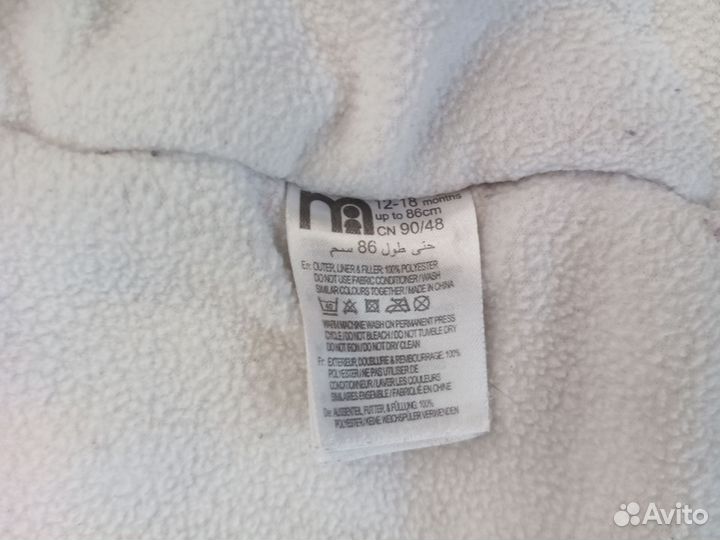 m
12-18 months
up to 86cm
CN 90/48
حتى طول 86 سم
En: OUTER, LINER & FILLER: 100% POLYESTER
DO NOT USE FABRIC CONDITIONER / WASH
SIMILAR COLOURS TOGETHER / MADE IN CHINA
40
WARM MACHINE WASH ON PERMANENT PRESS
CYCLE / DO NOT BLEACH / DO NOT TUMBLE DRY
DO NOT IRON / DO NOT DRY CLEAN
Fr: EXTERIEUR, DOUBLURE & REMBOURRAGE: 100%
POLYESTER / NE PAS UTILISER DE
CONDITIONNEUR / LAVER LES COULEURS
SIMILAIRES ENSEMBLE / FABRIQUÉ EN CHINE
De: AUSSENTEIL, FUTTER, & FÜLLUNG: 100%
POLYESTER / KEINE WEICHSPÜLER VERWENDEN
Avito